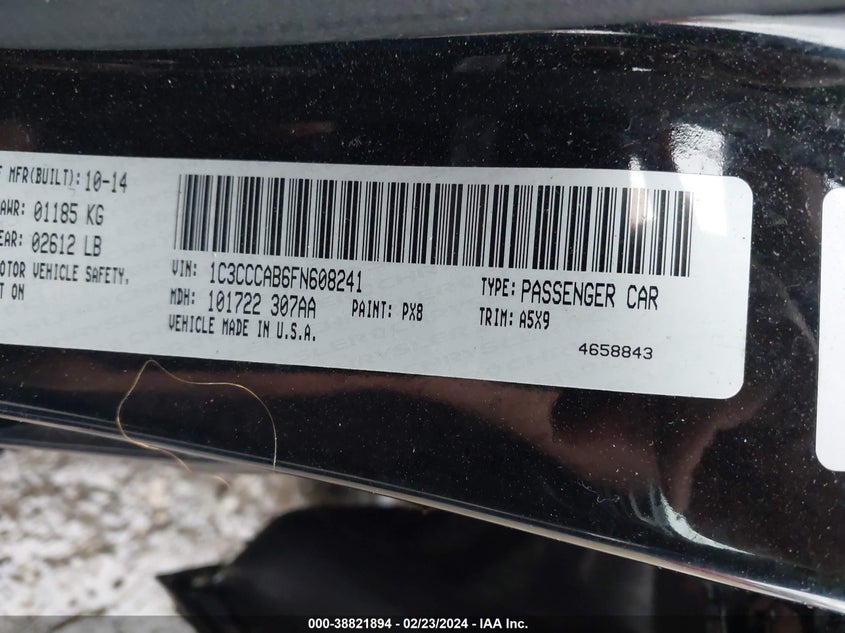 F MFR(BUILT): 10-14
AWR: 01185 KG
EAR: 02612 LB
OTOR VEHICLE SAFETY,
T ON
VIN: 1C3CCCAB6FN608241
TYPE: PASSENGER CAR
MDH: 101722 307AA
PAINT: PX8
TRIM: A5X9
VEHICLE MADE IN U.S.A.
4658843
000-38821894 - 02/23/2024 - IAA Inc.